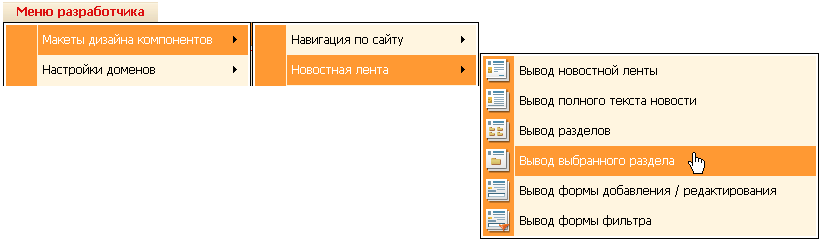 Меню разработчика
Макеты дизайна компонентов
Настройки доменов
Навигация по сайту
Новостная лента
Вывод новостной ленты
Вывод полного текста новости
Вывод разделов
Вывод выбранного раздела
Вывод формы добавления / редактирования
Вывод формы фильтра